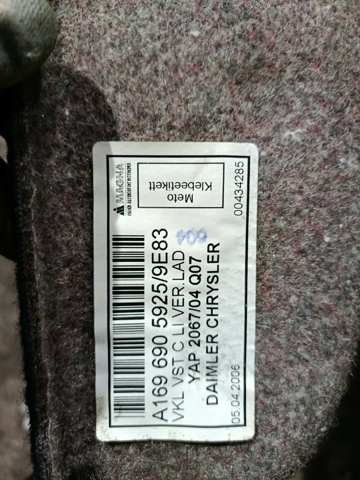 MAGNA
Meto
Klebeetikett
00434285
A169 690 5925/9E83
VKL VST C LI VER.LAD
604
YAP 2067/04 Q07
DAIMLER CHRYSLER
05.04.2006